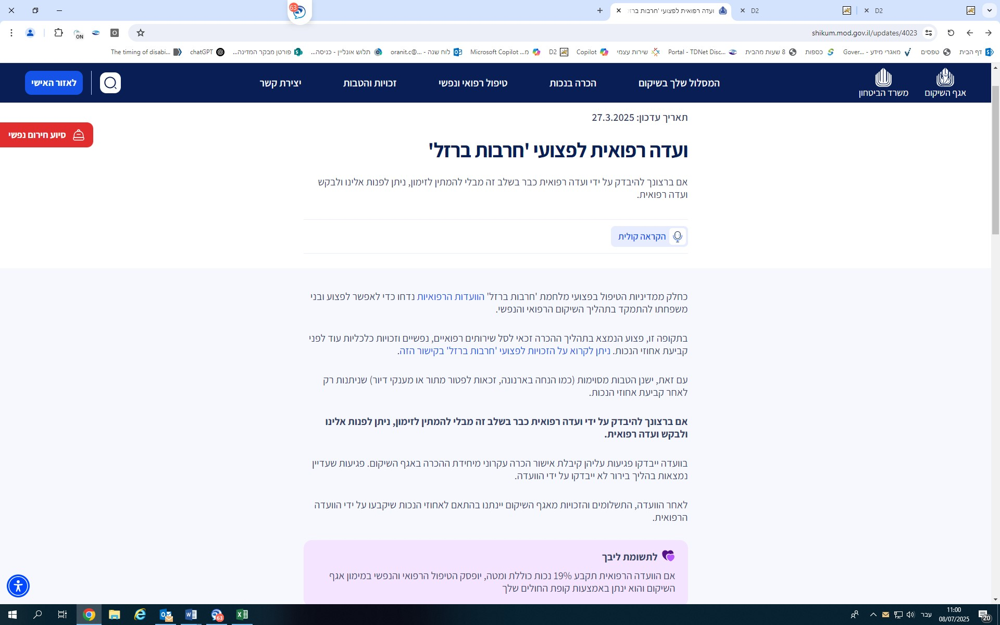 D2
D2
ועדה רפואית לפצועי 'חרבות ברזל
63
shikum.mod.gov.il/updates/4023
ON
דף הבית
טפסים
מאגרי מידע - Gover...
כספות
8 שעות מהבית
Portal - TDNet Disc...
שירות עצמי
Copilot
D2
Microsoft Copilot ...מ
לוח שנה - oranit.c@...
תלוש אונליין - כניסה...
פורטן מבקר המדינה...
chatGPT
The timing of disabi...
אגף השיקום
משרד הביטחון
המסלול שלך בשיקום
הכרה בנכות
טיפול רפואי ונפשי
זכויות והטבות
יצירת קשר
לאזור האישי
סיוע חירום נפשי
תאריך עדכון: 27.3.2025
ועדה רפואית לפצועי 'חרבות ברזל'
אם ברצונך להיבדק על ידי ועדה רפואית כבר בשלב זה מבלי להמתין לזימון, ניתן לפנות אלינו ולבקש
ועדה רפואית.
הקראה קולית
כחלק ממדיניות הטיפול בפצועי מלחמת 'חרבות ברזל' הוועדות הרפואיות נדחו כדי לאפשר לפצוע ובני
משפחתו להתמקד בתהליך השיקום הרפואי והנפשי.
בתקופה זו, פצוע הנמצא בתהליך ההכרה זכאי לסל שירותים רפואיים, נפשיים וזכויות כלכליות עוד לפני
קביעת אחוזי הנכות. ניתן לקרוא על הזכויות לפצועי 'חרבות ברזל' בקישור הזה.
עם זאת, ישנן הטבות מסוימות (כמו הנחה בארנונה, זכאות לפטור מתור או מענקי דיור) שניתנות רק
לאחר קביעת אחוזי הנכות.
אם ברצונך להיבדק על ידי ועדה רפואית כבר בשלב זה מבלי להמתין לזימון, ניתן לפנות אלינו
ולבקש ועדה רפואית.
בוועדה ייבדקו פגיעות עליהן קיבלת אישור הכרה עקרוני מיחידת ההכרה באגף השיקום. פגיעות שעדיין
נמצאות בהליך בירור לא ייבדקו על ידי הוועדה.
לאחר הוועדה, התשלומים והזכויות מאגף השיקום יינתנו בהתאם לאחוזי הנכות שיקבעו על ידי הוועדה
הרפואית.
לתשומת ליבך
אם הוועדה הרפואית תקבע 19% נכות כוללת ומטה, יופסק הטיפול הרפואי והנפשי במימון אגף
השיקום והוא ינתן באמצעות קופת החולים שלך
63
עבר
11:00
08/07/2025
20